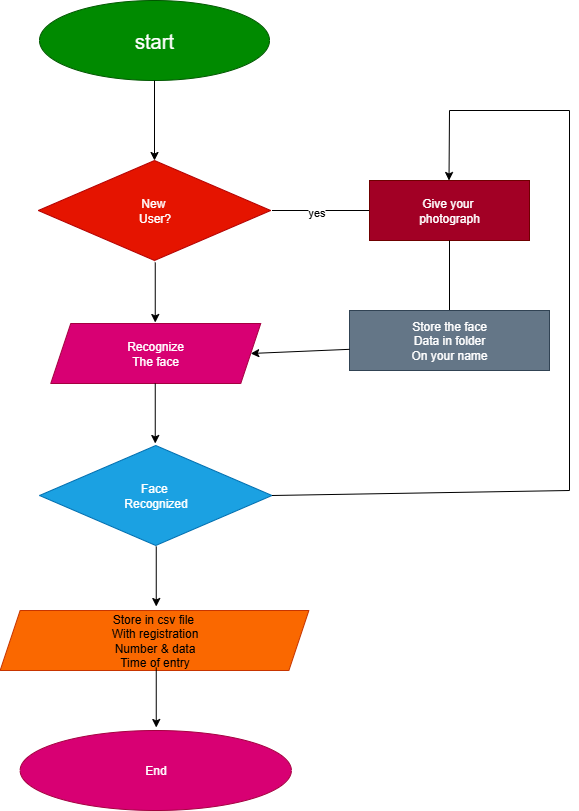 start
New
User?
yes
Give your
photograph
Recognize
The face
Store the face
Data in folder
On your name
Face
Recognized
Store in csv file
With registration
Number & data
Time of entry
End